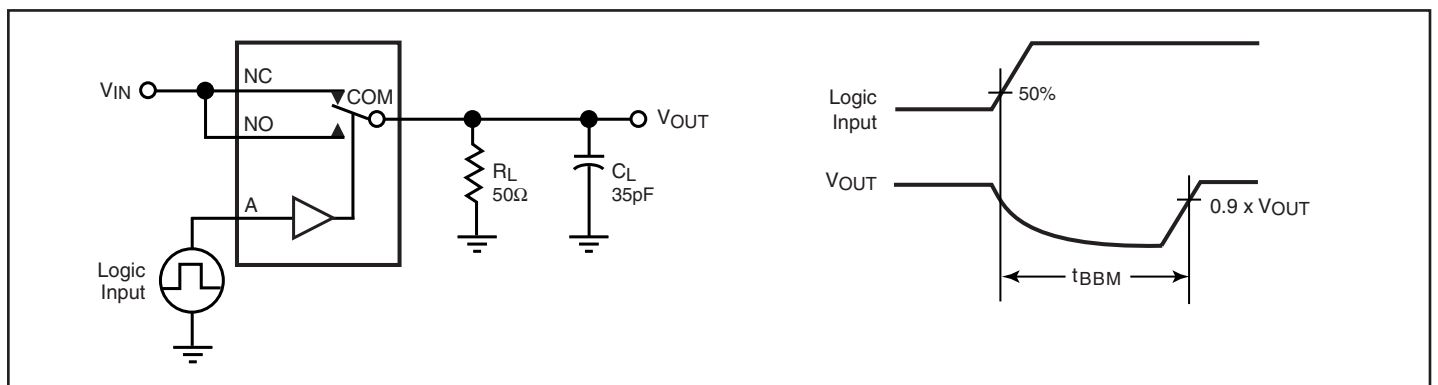 NC
COM
VIN
NO
VOUT
RL
50Ω
CL
35pF
A
Logic
Input
Logic
Input
50%
VOUT
0.9 x VOUT
tBBM